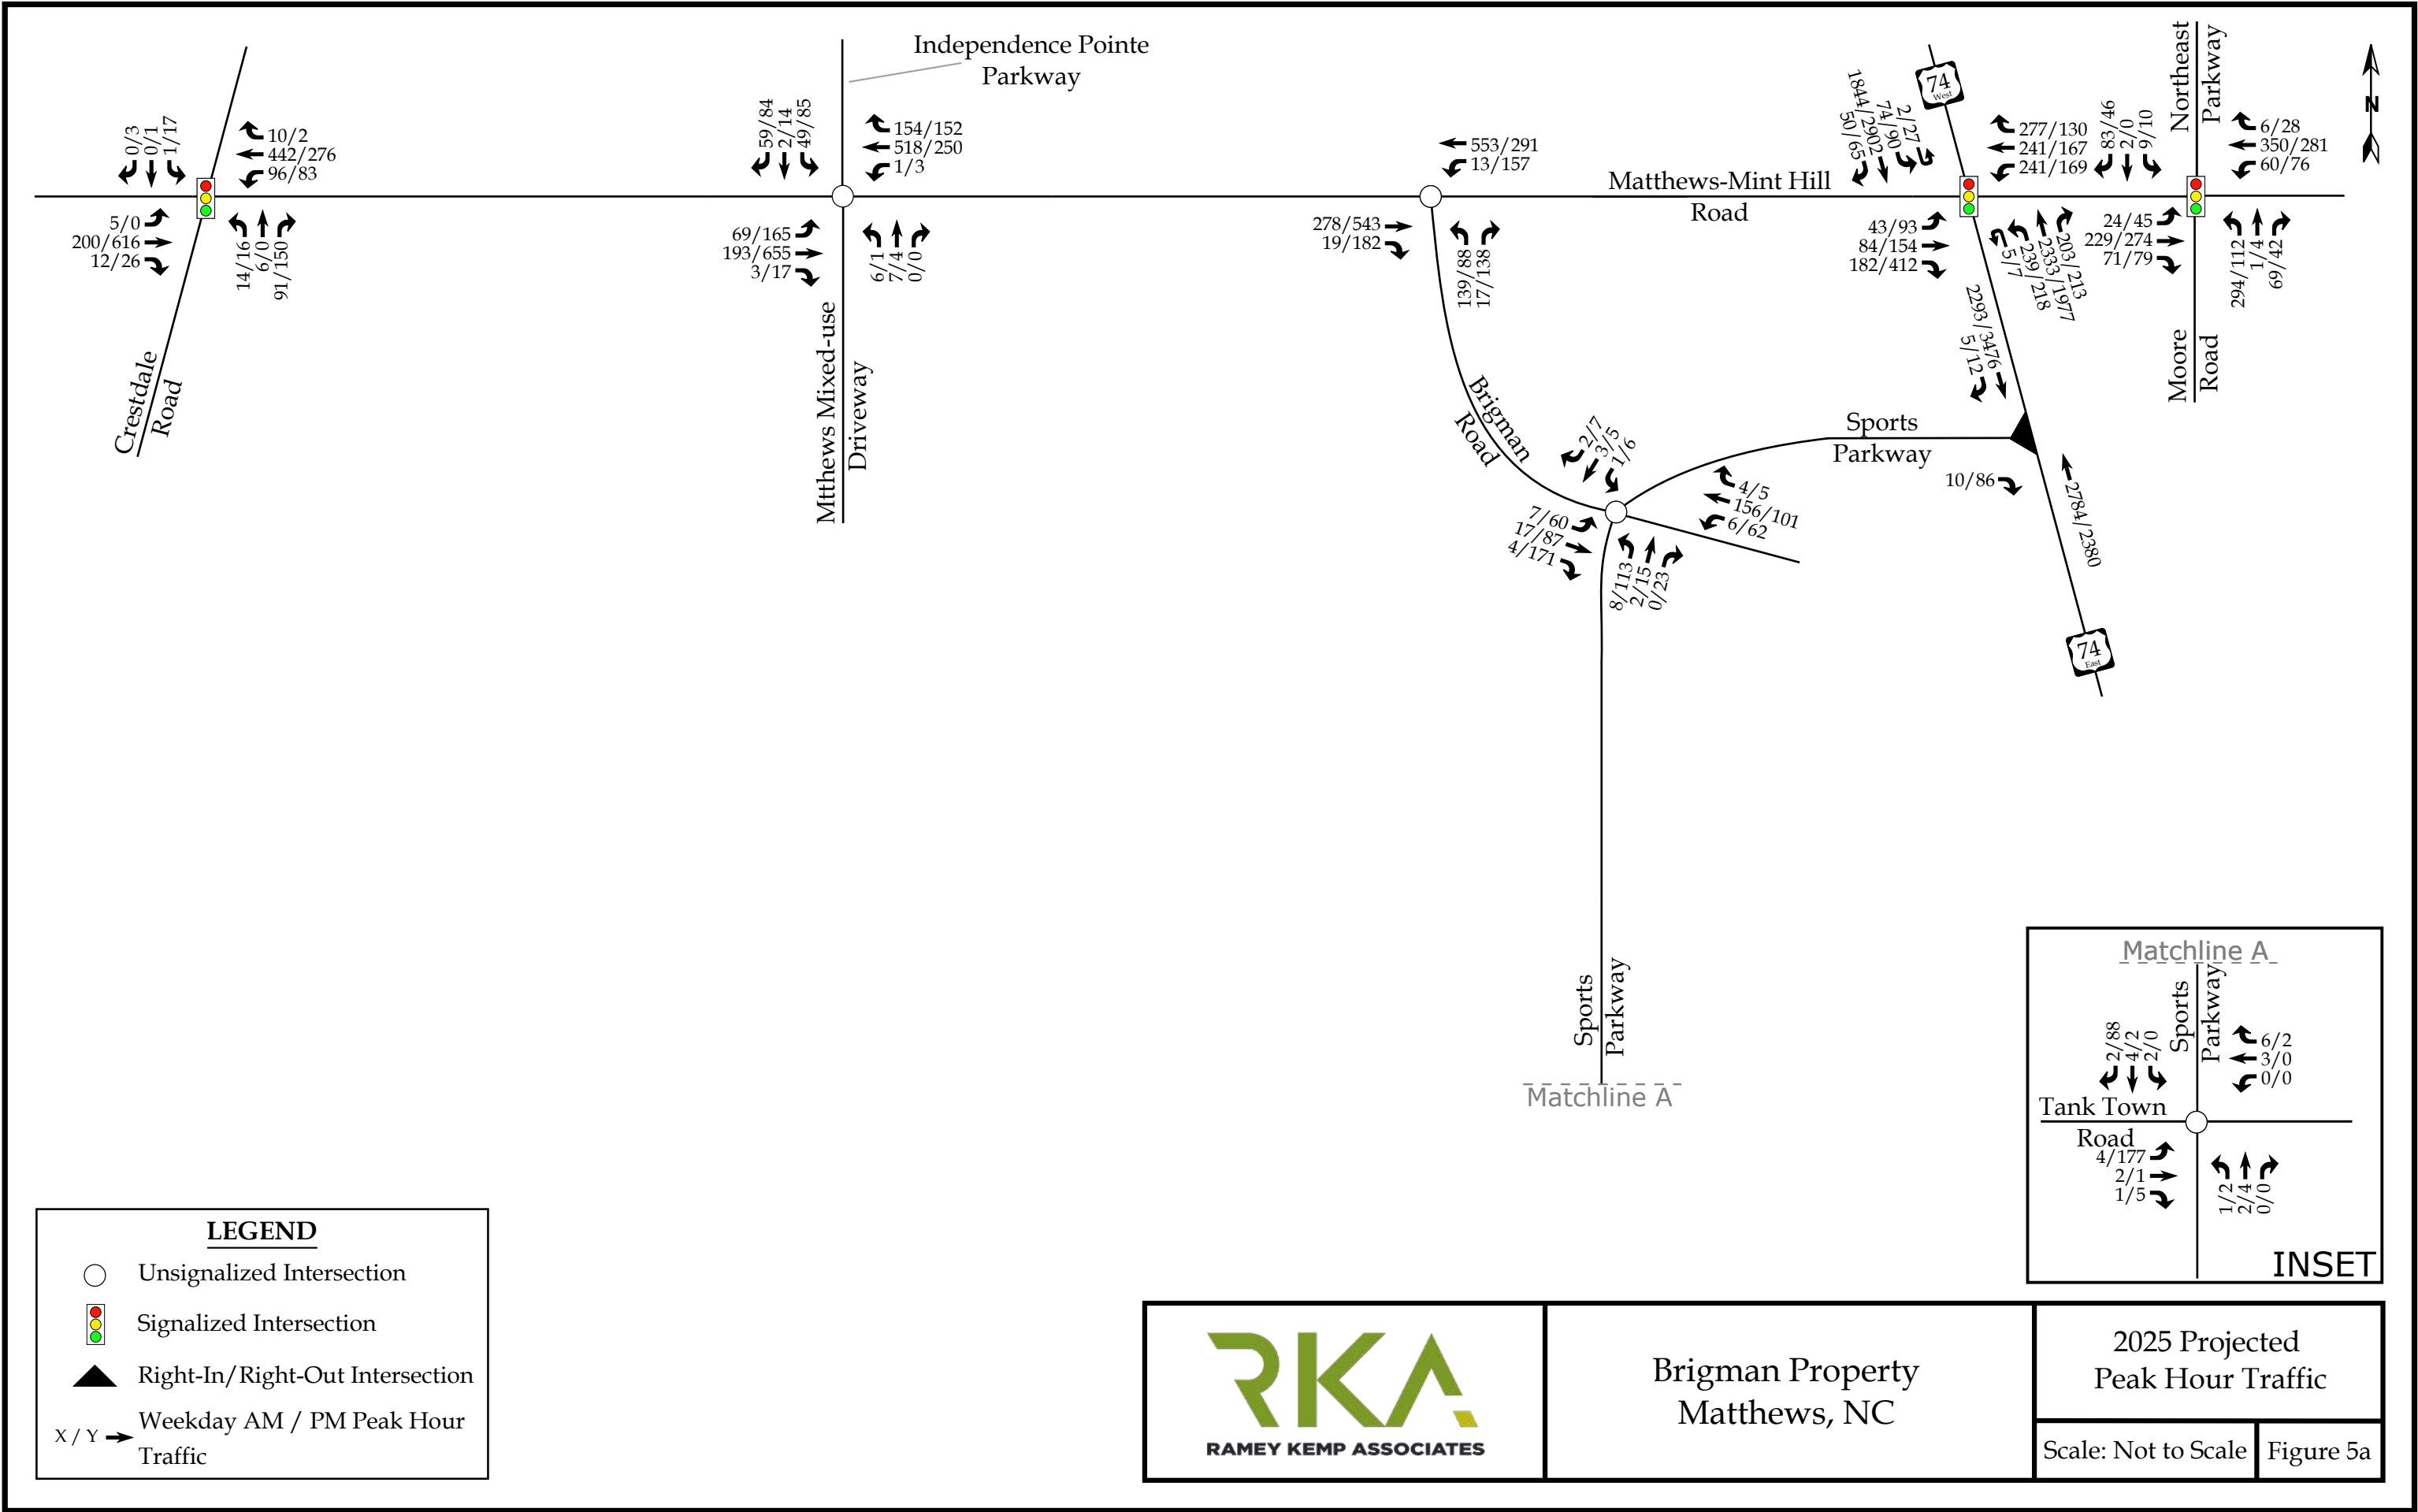 Independence Pointe
Parkway
0/3
0/1
1/17
10/2
442/276
96/83
5/0
200/616
12/26
14/16
6/0
91/150
Crestdale
Road
59/84
2/14
49/85
154/152
518/250
1/3
69/165
193/655
3/17
6/1
7/4
0/0
Mtthews Mixed-use
Driveway
553/291
13/157
278/543
19/182
139/88
17/138
Matthews-Mint Hill
Road
74
West
50/65
1844/2902
74/90
2/27
277/130
241/167
241/169
43/93
84/154
182/412
5/7
239/218
2333/1977
203/213
Northeast
Parkway
83/46
2/0
9/10
6/28
350/281
60/76
24/45
229/274
71/79
294/112
1/4
69/42
Moore
Road
N
2293/3476
5/12
Sports
Parkway
10/86
2784/2380
74
East
Brigman
Road
2/7
3/5
1/6
4/5
156/101
6/62
7/60
17/87
4/171
8/113
2/15
0/23
Sports
Parkway
Matchline A
Matchline A
Sports
Parkway
2/88
4/2
2/0
6/2
3/0
0/0
Tank Town
Road
4/177
2/1
1/5
1/2
2/4
0/0
INSET
LEGEND
Unsignalized Intersection
Signalized Intersection
Right-In/Right-Out Intersection
X / Y
Weekday AM / PM Peak Hour
Traffic
RKA
RAMEY KEMP ASSOCIATES
Brigman Property
Matthews, NC
2025 Projected
Peak Hour Traffic
Scale: Not to Scale
Figure 5a